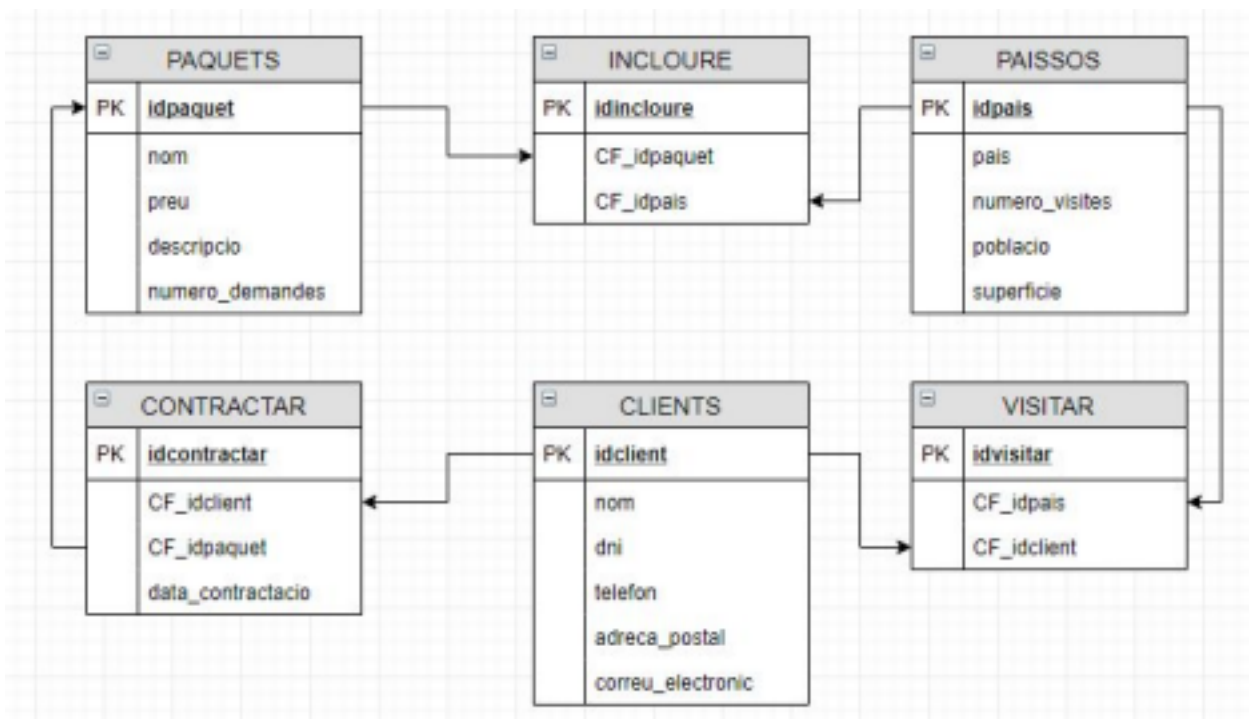 PAQUETS
PK idpaquet
nom
preu
descripcio
numero_demandes
INCLOURE
PK idincloure
CF_idpaquet
CF_idpais
PAISSOS
PK idpais
pais
numero_visites
poblacio
superficie
CONTRACTAR
PK idcontractar
CF_idclient
CF_idpaquet
data_contractacio
CLIENTS
PK idclient
nom
dni
telefon
adreca_postal
correu_electronic
VISITAR
PK idvisitar
CF_idpais
CF_idclient